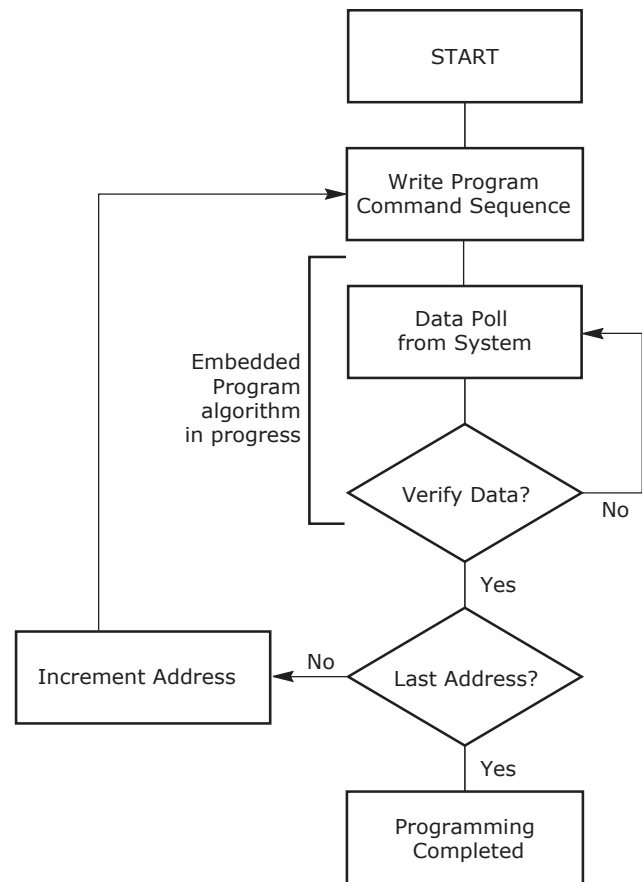 START
Write Program
Command Sequence
Data Poll
from System
Embedded
Program
algorithm
in progress
Verify Data?
No
Yes
No
Increment Address
Last Address?
Yes
Programming
Completed